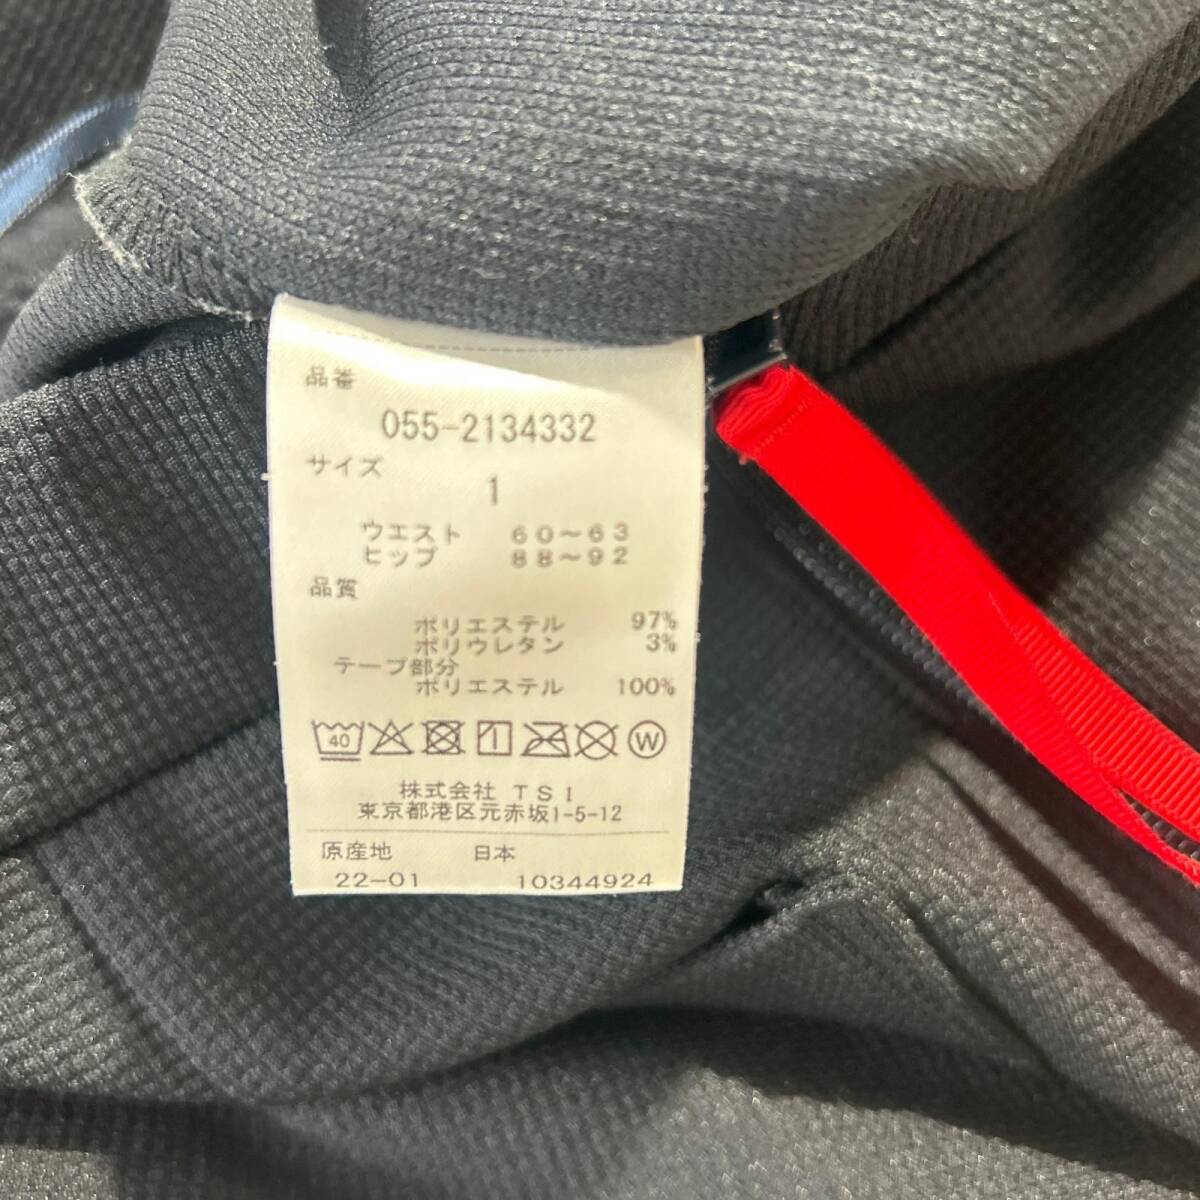 品番
055-2134332
サイズ
1
ウエスト 60～63
ヒップ 88～92
品質
ポリエステル 97%
ポリウレタン 3%
テープ部分
ポリエステル 100%
40 W
株式会社 TSI
東京都港区元赤坂1-5-12
原産地 日本
22-01 10344924